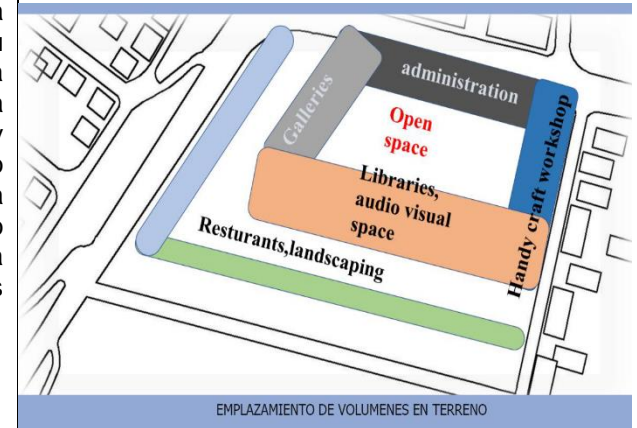 administration
Galleries
Open
space
Handy craft workshop
Libraries,
audio visual
space
Resturants,landscaping
EMPLAZAMIENTO DE VOLUMENES EN TERRENO